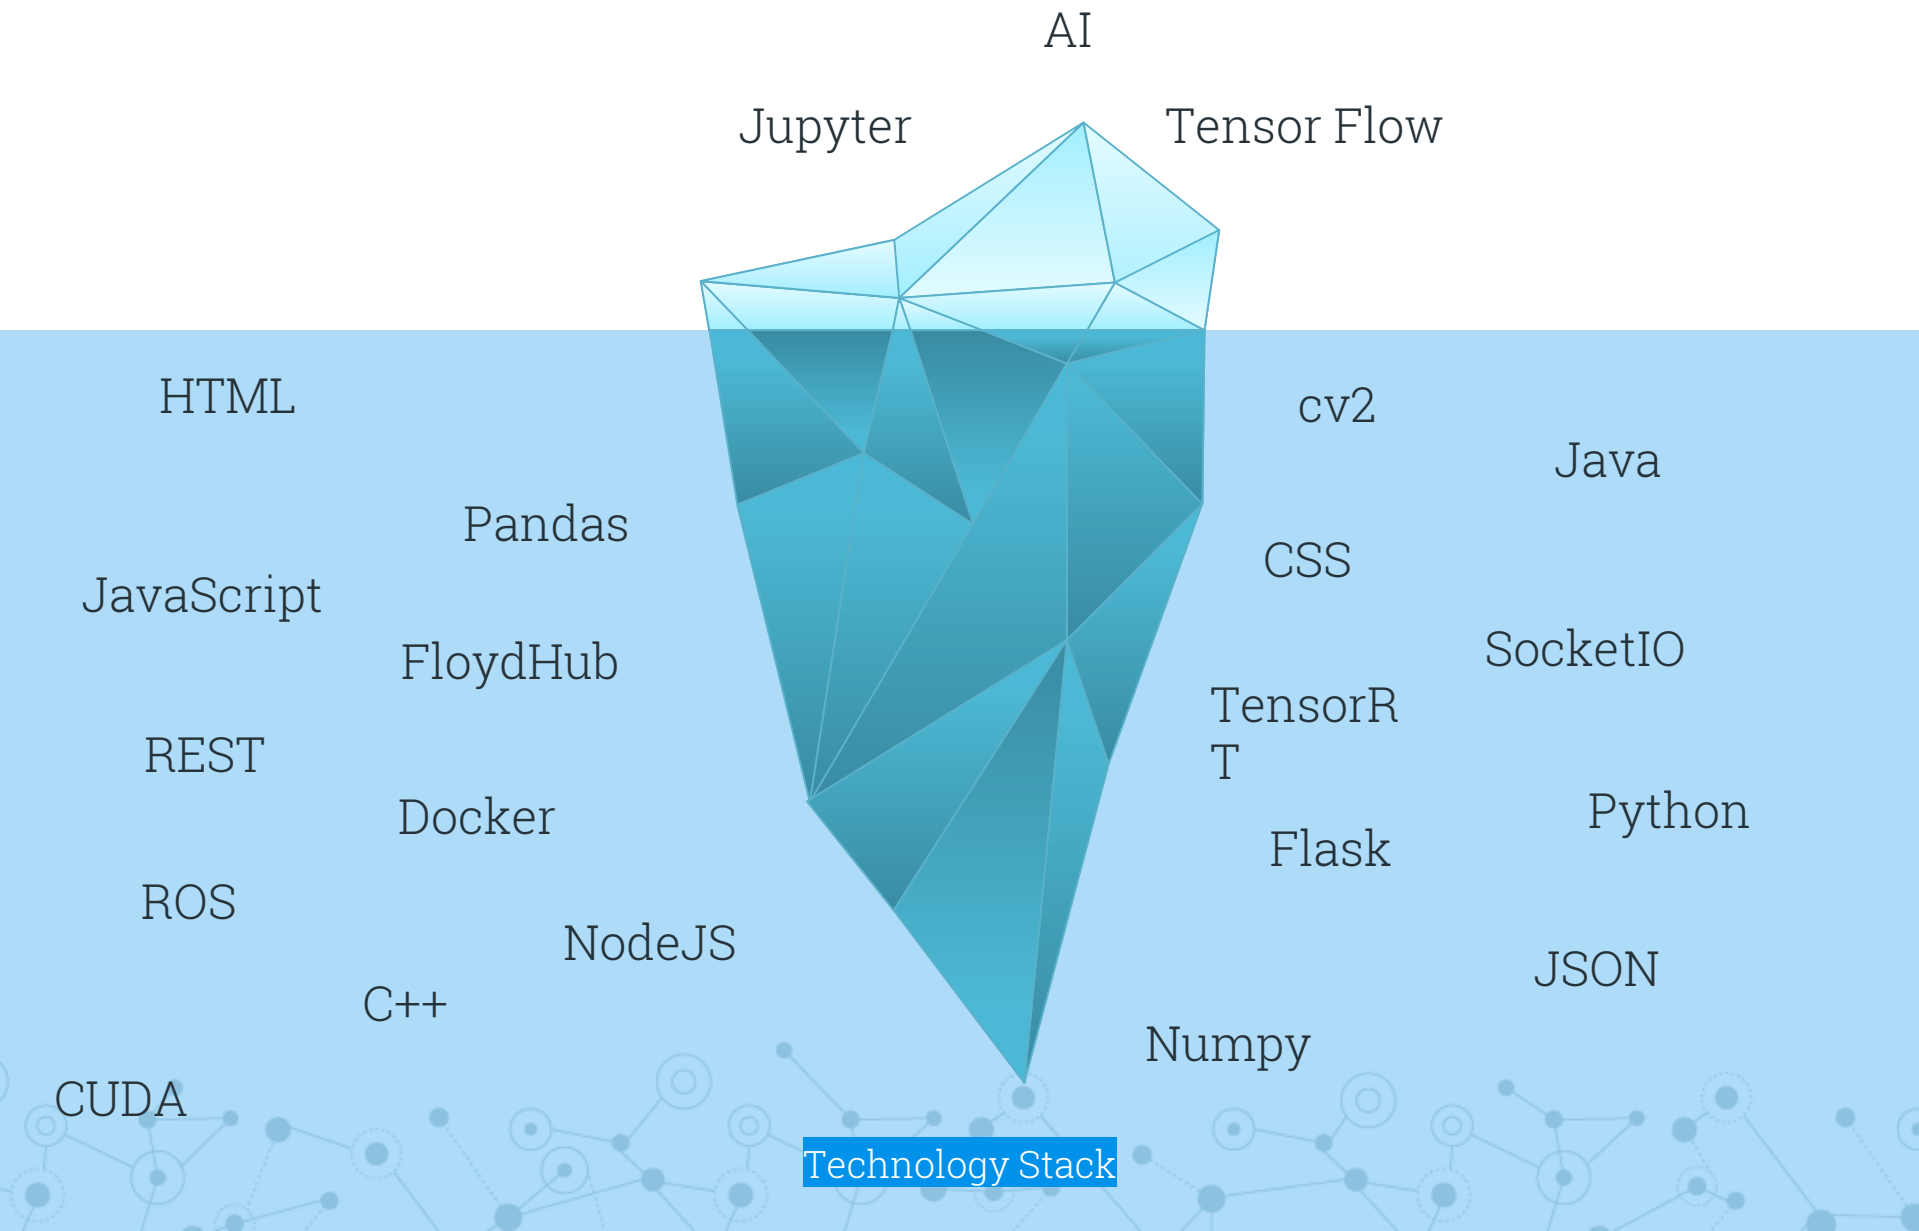 AI
Jupyter
Tensor Flow
HTML
cv2
Java
Pandas
CSS
JavaScript
SocketIO
FloydHub
TensorR
T
REST
Python
Docker
Flask
ROS
NodeJS
JSON
C++
Numpy
CUDA
Technology Stack